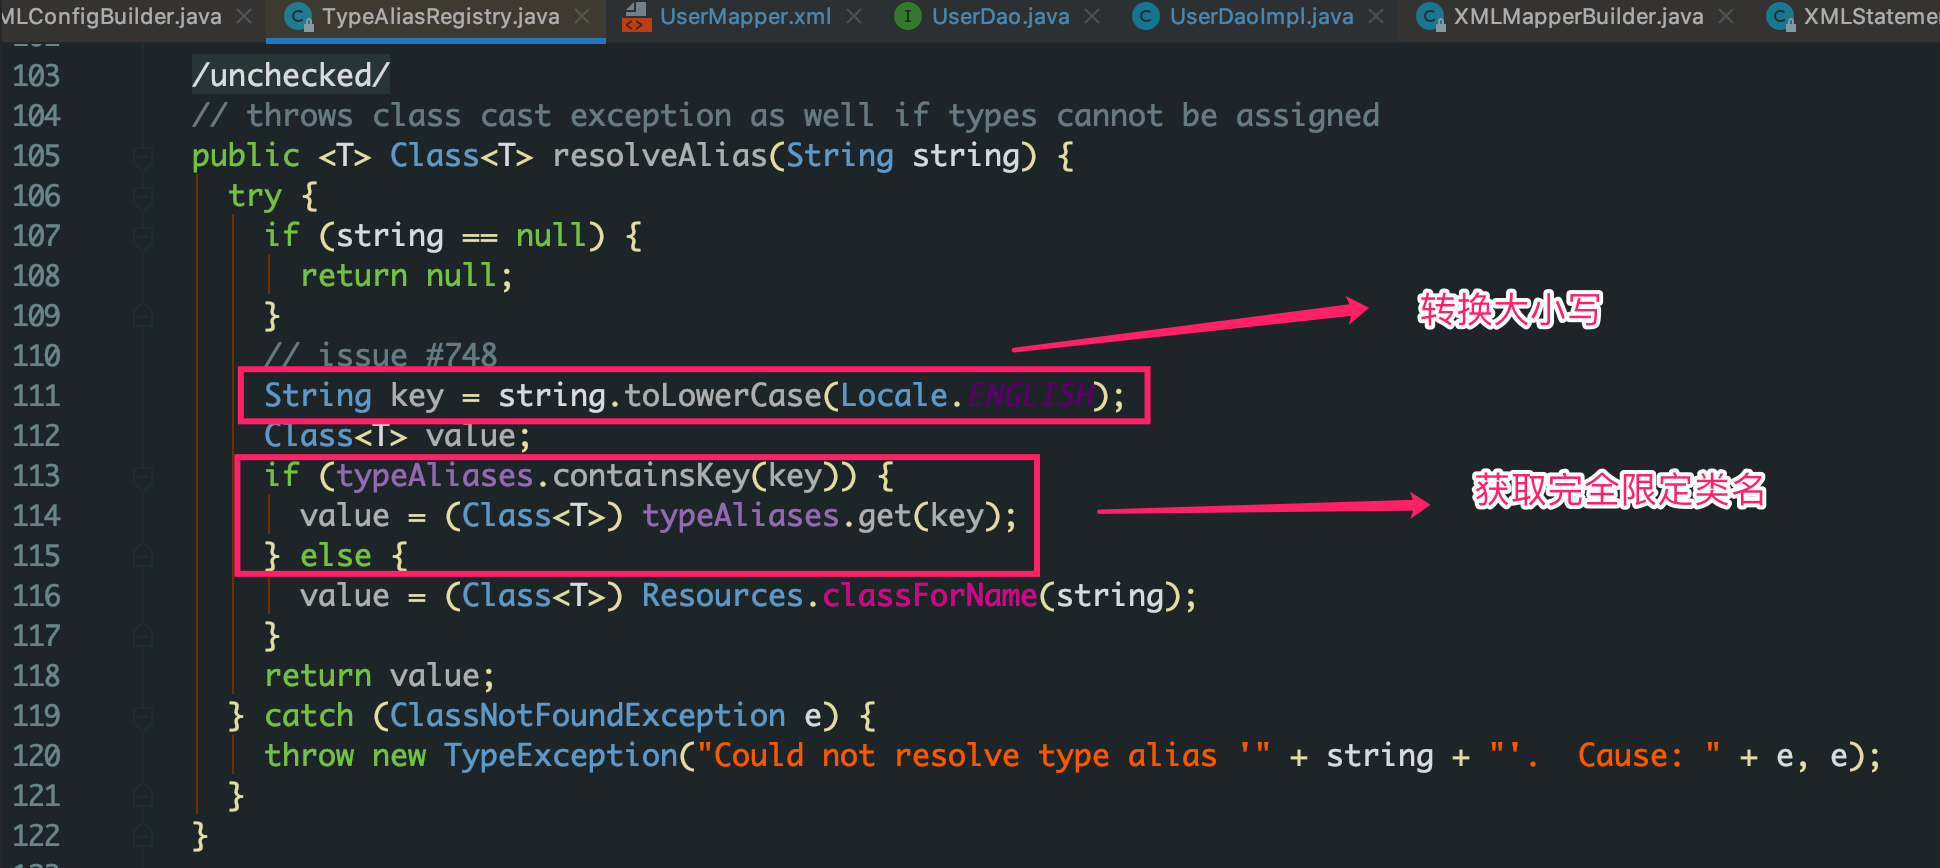 MLConfigBuilder.java TypeAliasRegistry.java UserMapper.xml UserDao.java UserDaoImpl.java XMLMapperBuilder.java XMLStateme
103 /unchecked/
104 // throws class cast exception as well if types cannot be assigned
105 public <T> Class<T> resolveAlias(String string) {
106 try {
107 if (string == null) {
108 return null;
109 }
转换大小写
110 // issue #748
111 String key = string.toLowerCase(Locale.ENGLISH);
112 Class<T> value;
113 if (typeAliases.containsKey(key)) {
获取完全限定类名
114 value = (Class<T>) typeAliases.get(key);
115 } else {
116 value = (Class<T>) Resources.classForName(string);
117 }
118 return value;
119 } catch (ClassNotFoundException e) {
120 throw new TypeException("Could not resolve type alias '" + string + "'.  Cause: " + e, e);
121 }
122 }